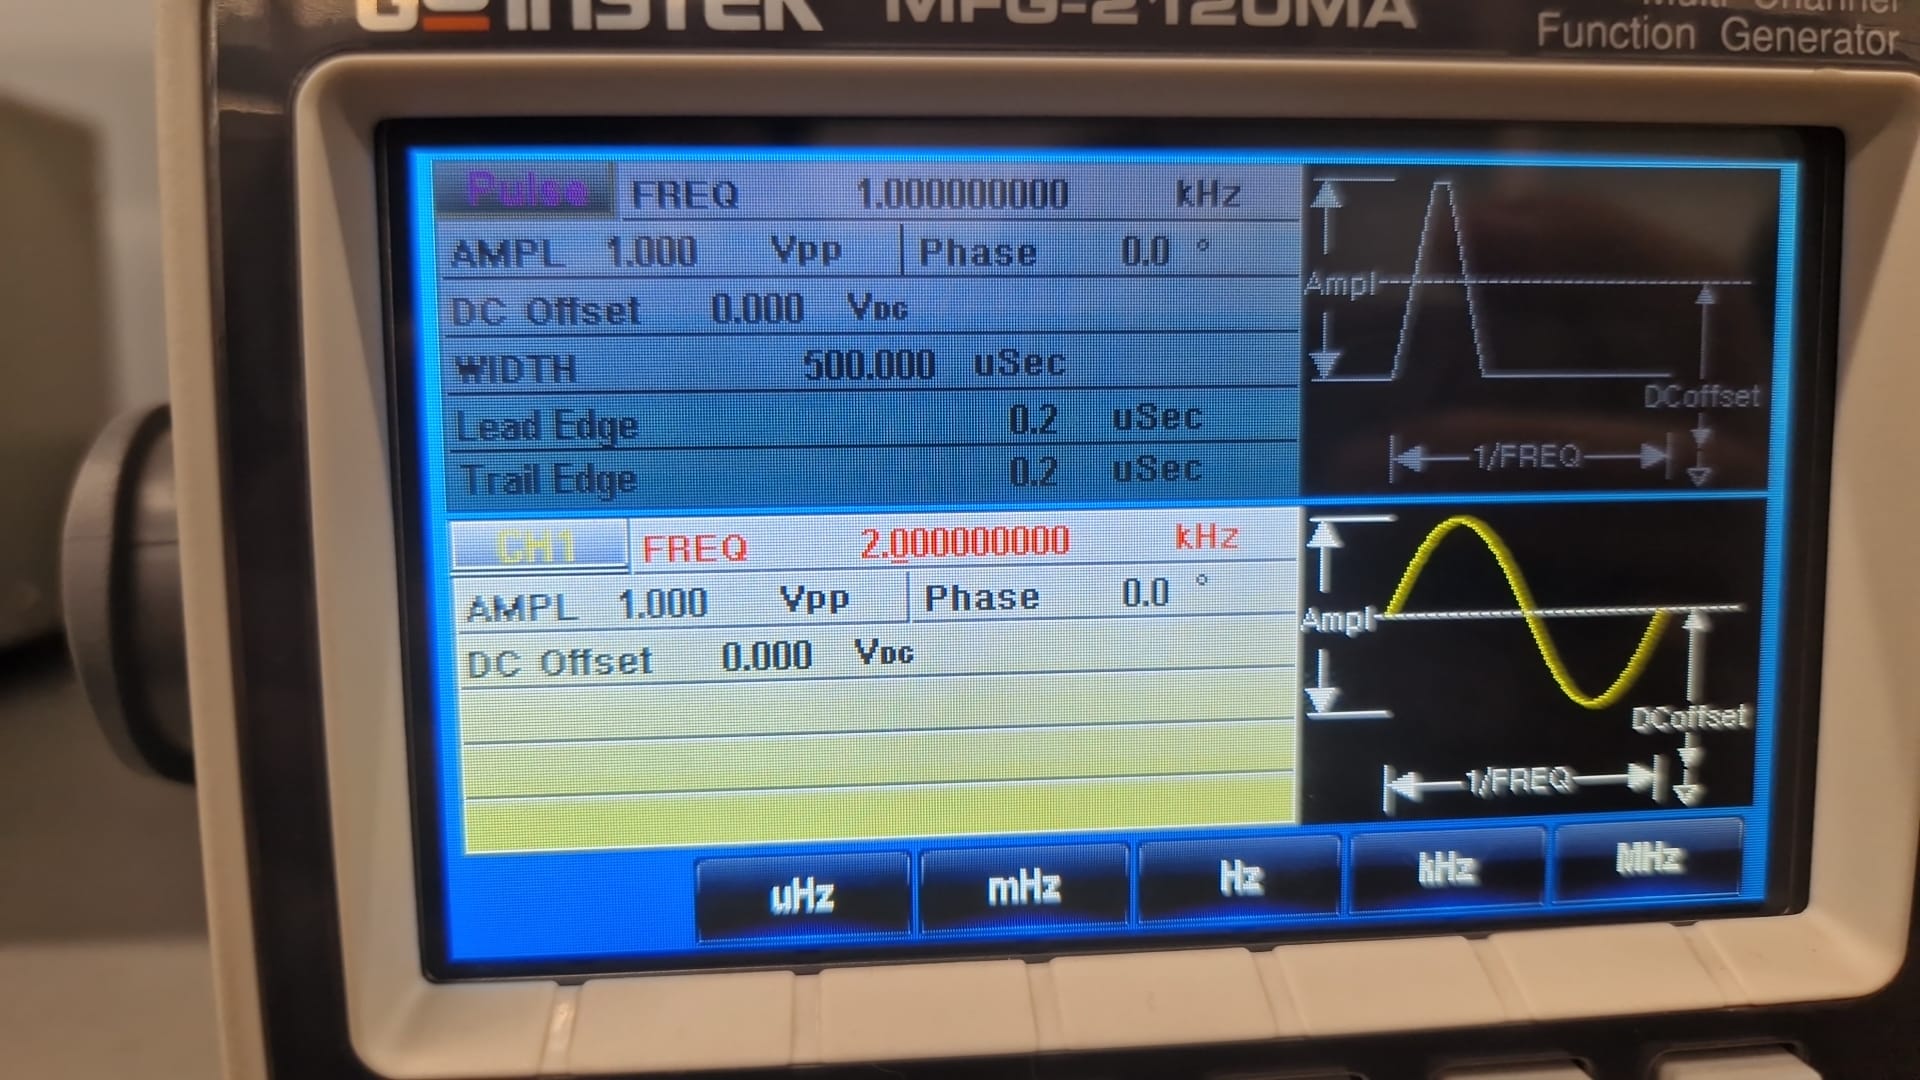 GWINSTEK MFG-2120MA Multi Channel
Function Generator
Pulse FREQ 1.000000000 kHz
AMPL 1.000 Vpp Phase 0.0 °
DC Offset 0.000 VDC
WIDTH 500.000 uSec
Lead Edge 0.2 uSec
Trail Edge 0.2 uSec
Ampl
DCoffset
1/FREQ
CH1 FREQ 2.000000000 kHz
AMPL 1.000 Vpp Phase 0.0 °
DC Offset 0.000 VDC
Ampl
DCoffset
1/FREQ
uHz mHz Hz kHz MHz